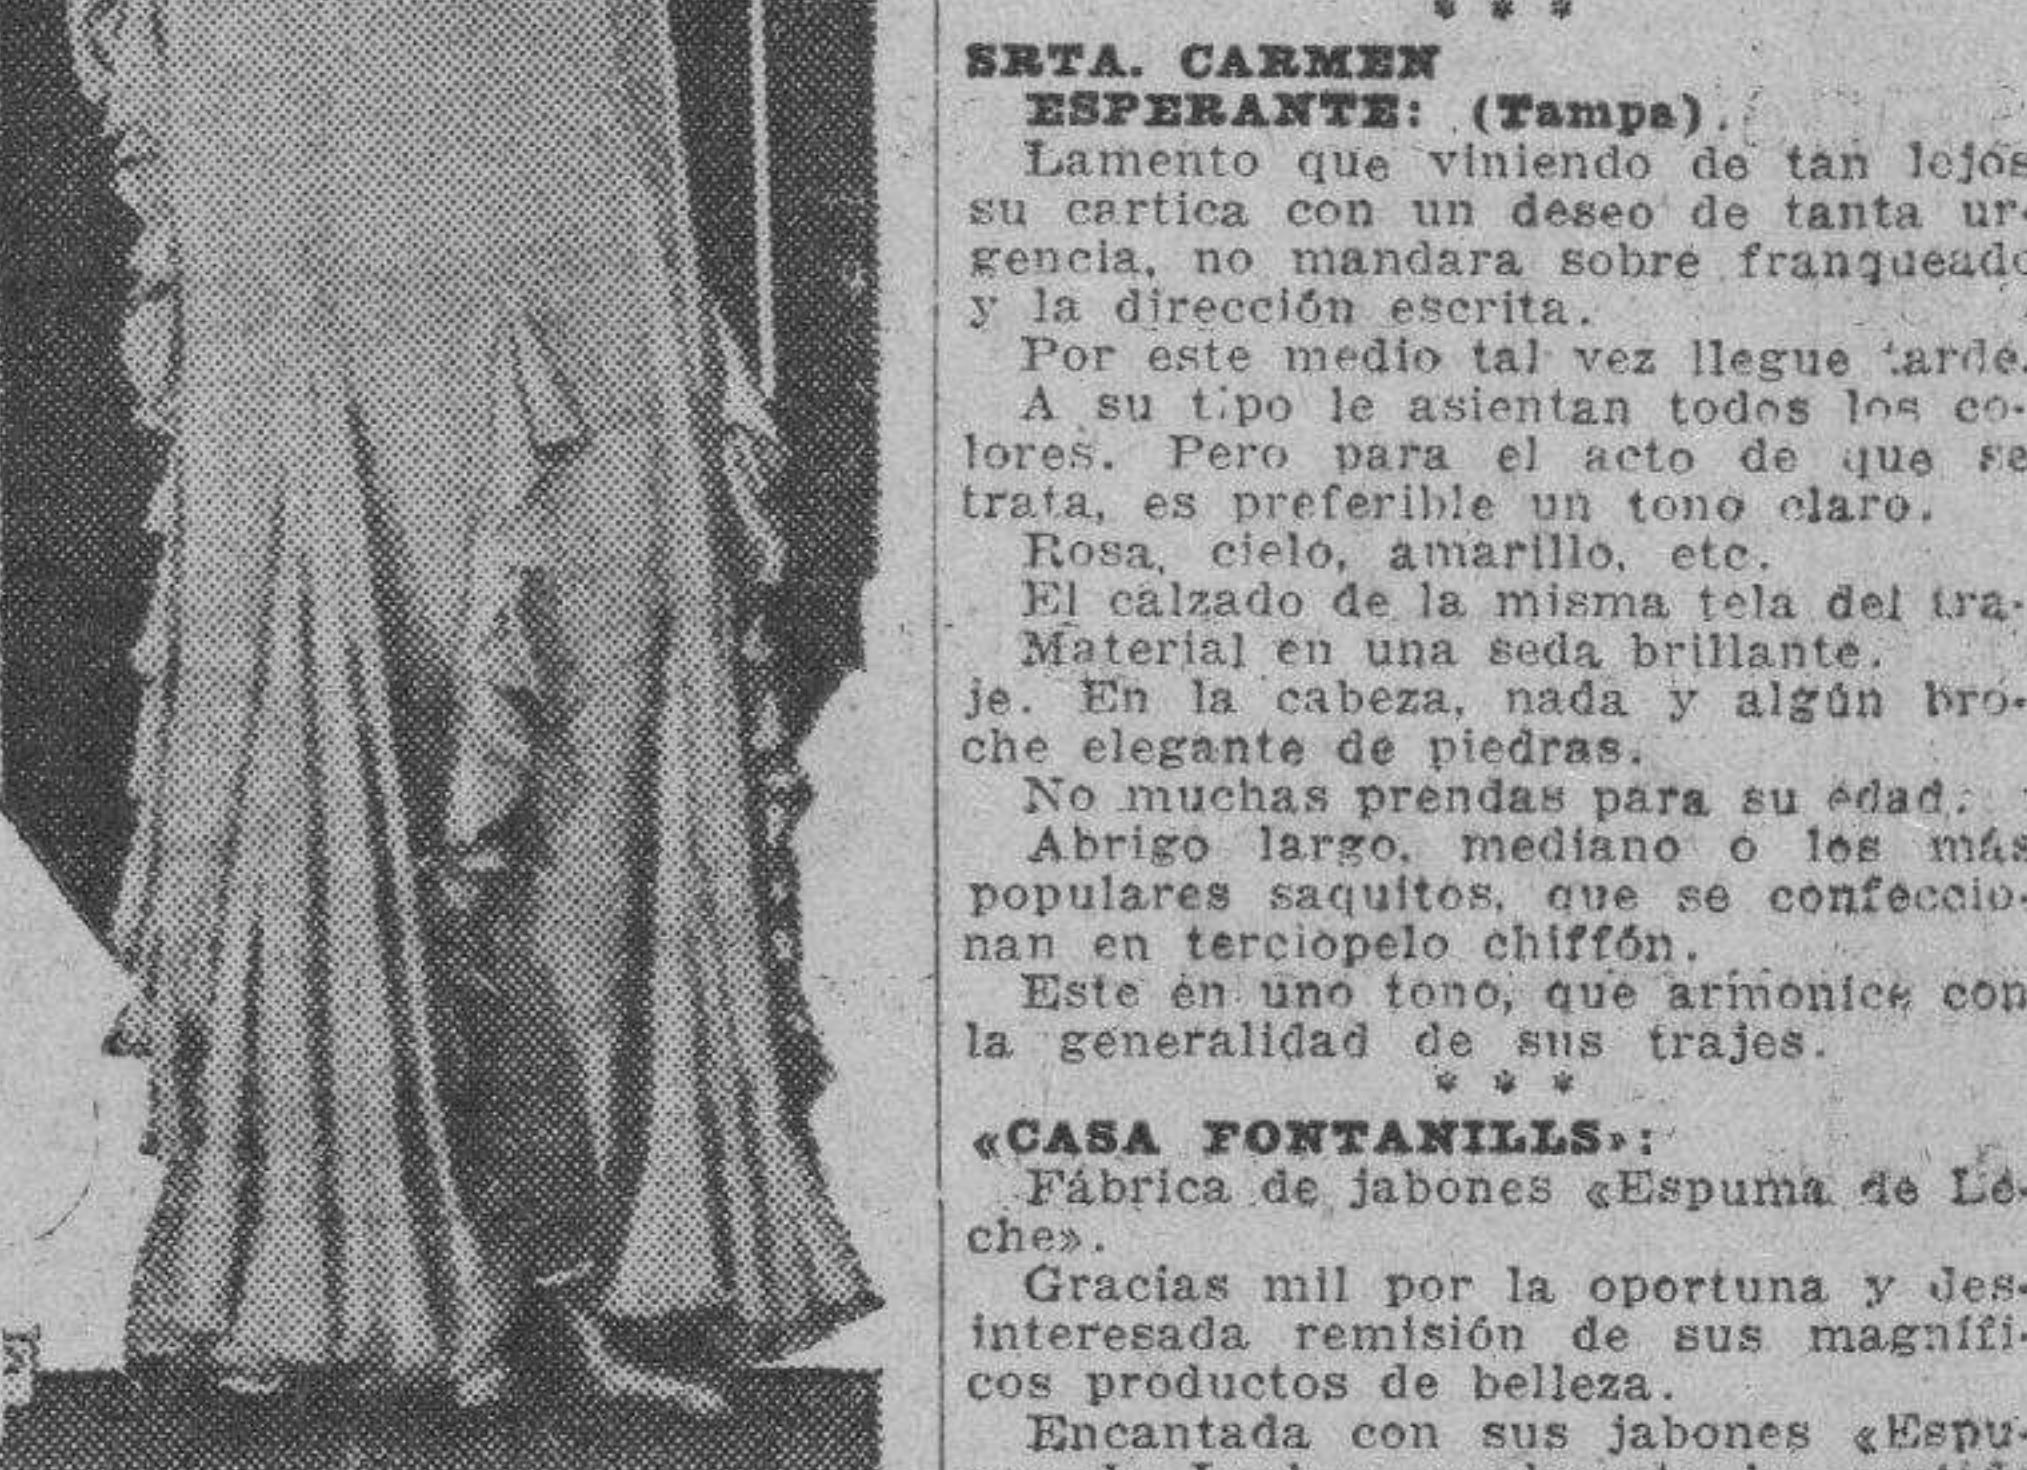 * * *
SRTA. CARMEN
ESPERANTE: (Tampa).
Lamento que viniendo de tan lejos
su cartica con un deseo de tanta ur-
gencia, no mandara sobre franqueado
y la dirección escrita.
Por este medio tal vez llegue tarde.
A su tipo le asientan todos los co-
lores. Pero para el acto de que se
trata, es preferible un tono claro.
Rosa, cielo, amarillo, etc.
El calzado de la misma tela del tra-
Material en una seda brillante.
je. En la cabeza, nada y algún bro-
che elegante de piedras.
No muchas prendas para su edad.
Abrigo largo, mediano o los más
populares saquitos, que se confeccio-
nan en terciopelo chiffón.
Este en uno tono, que armonice con
la generalidad de sus trajes.
* * *
«CASA FONTANILLS»:
Fábrica de jabones «Espuma de Le-
che».
Gracias mil por la oportuna y des-
interesada remisión de sus magnífi-
cos productos de belleza.
Encantada con sus jabones «Espu-